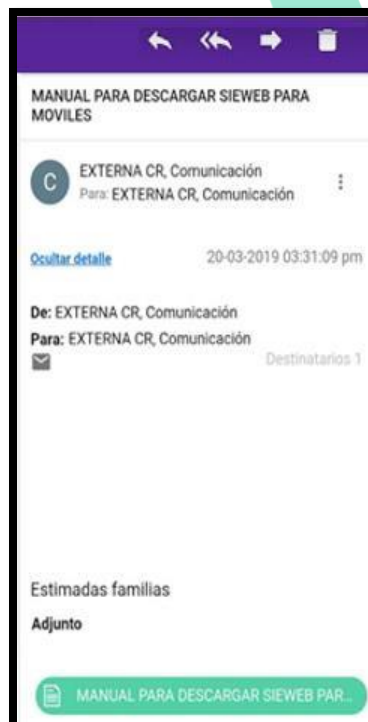 MANUAL PARA DESCARGAR SIEWEB PARA
MOVILES
C
EXTERNA CR, Comunicación
Para: EXTERNA CR, Comunicación
Ocultar detalle
20-03-2019 03:31:09 pm
De: EXTERNA CR, Comunicación
Para: EXTERNA CR, Comunicación
Destinatarios 1
Estimadas familias
Adjunto
MANUAL PARA DESCARGAR SIEWEB PAR...